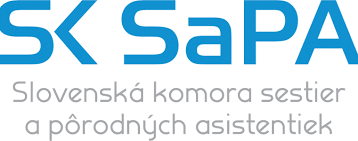 SK SaPA
Slovenská komora sestier
a pôrodných asistentiek